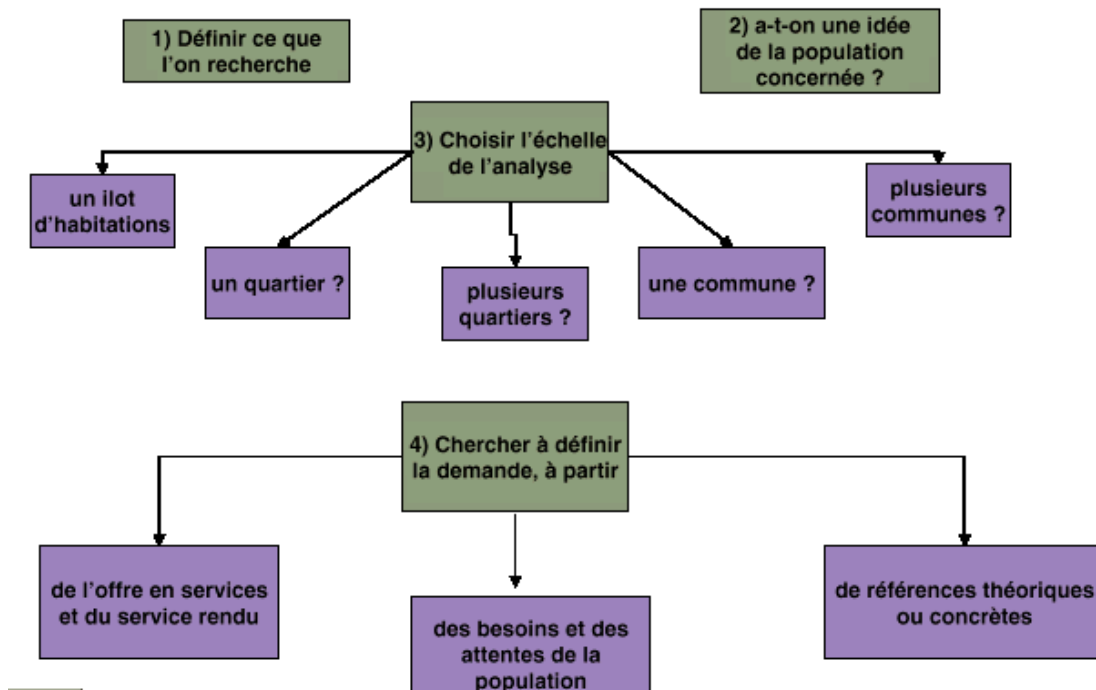 1) Définir ce que
l'on recherche
2) a-t-on une idée
de la population
concernée ?
3) Choisir l'échelle
de l'analyse
un ilot
d'habitations
un quartier ?
plusieurs
quartiers ?
une commune ?
plusieurs
communes ?
4) Chercher à définir
la demande, à partir
de l'offre en services
et du service rendu
des besoins et des
attentes de la
population
de références théoriques
ou concrètes